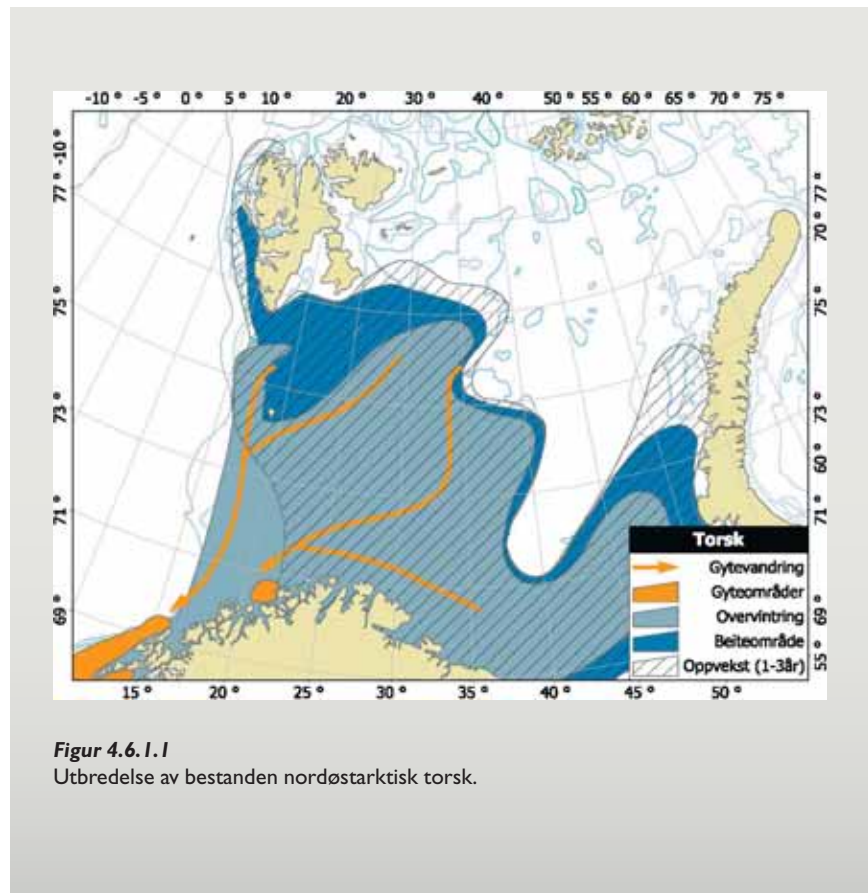 -10 ° -5 ° 0 ° 5 ° 10 ° 20 ° 30 ° 40 ° 50 ° 55 ° 60 ° 65 ° 70 ° 75 °
-10 °
77 °
75 °
73 °
71 °
69 °
77 °
70 °
75 °
73 °
60 °
71 °
69 °
55 °
Torsk
Gytevandring
Gyteområder
Overvintring
Beiteområde
Oppvekst (1-3år)
15 ° 20 ° 25 ° 30 ° 35 ° 40 ° 45 ° 50 °
Figur 4.6.1.1
Utbredelse av bestanden nordøstarktisk torsk.